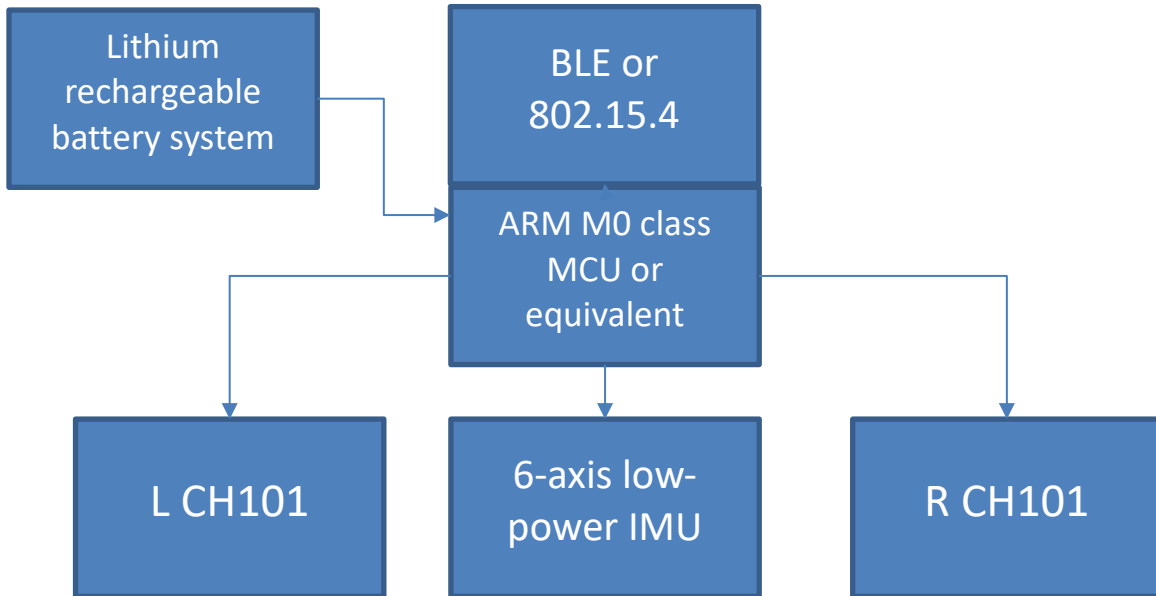 Lithium
rechargeable
battery system
BLE or
802.15.4
ARM M0 class
MCU or
equivalent
L CH101
6-axis low-
power IMU
R CH101